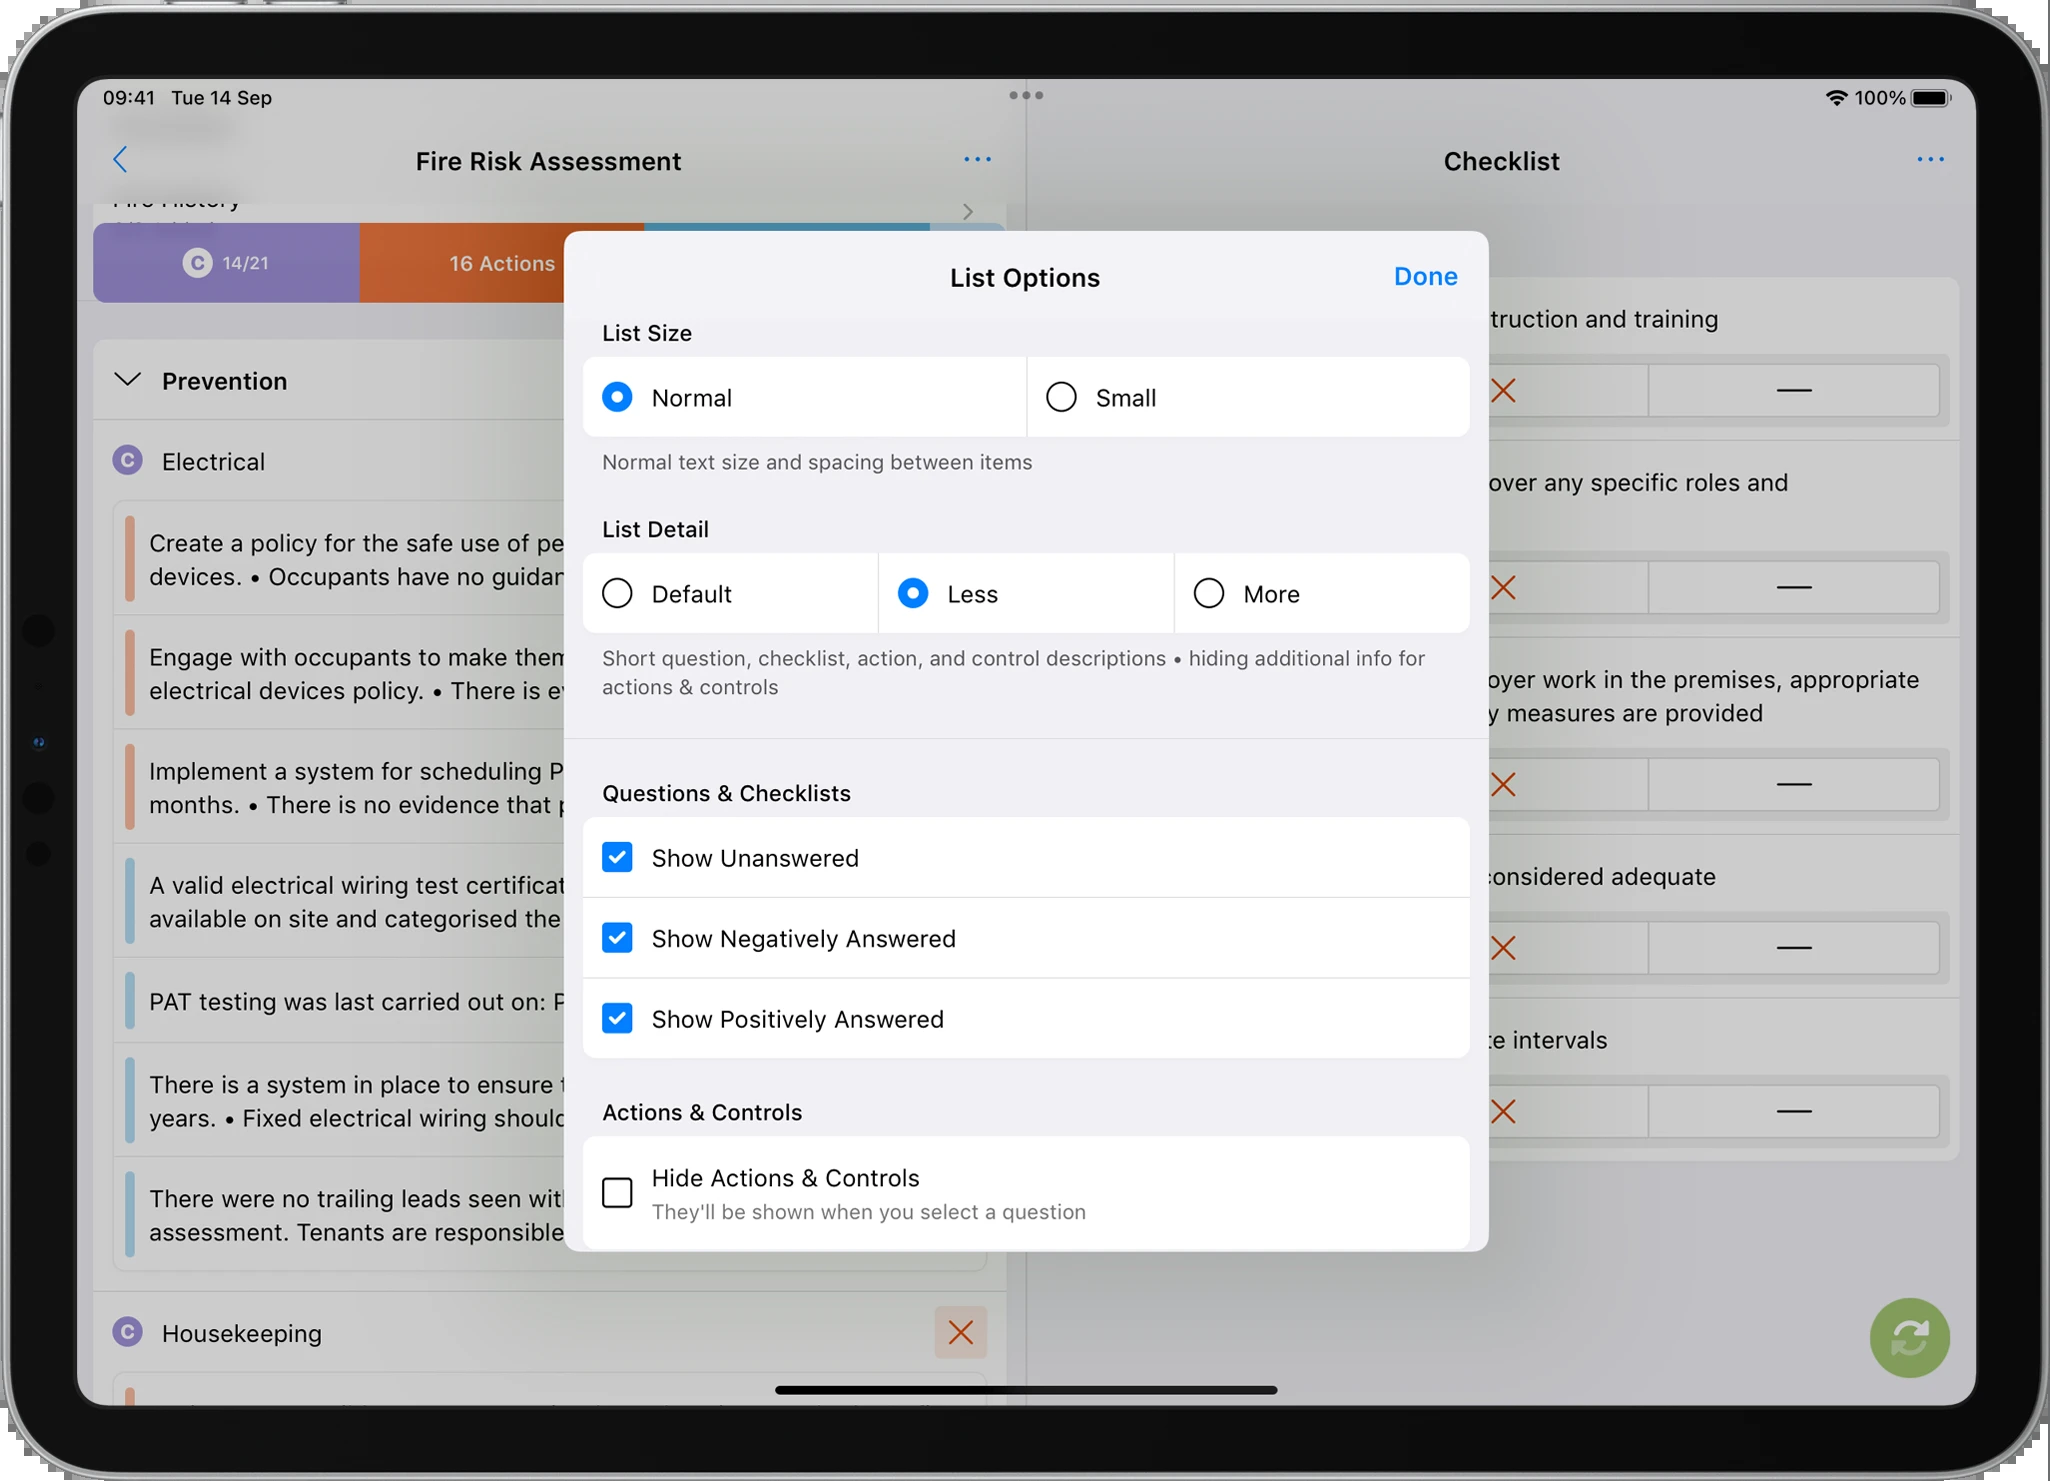 09:41 Tue 14 Sep
100%
Fire Risk Assessment
Checklist
Fire History
C 14/21
16 Actions
List Options
Done
List Size
truction and training
Normal
Small
Prevention
Normal text size and spacing between items
C Electrical
over any specific roles and
List Detail
Create a policy for the safe use of pe
devices. • Occupants have no guidan
Default
Less
More
Engage with occupants to make them
electrical devices policy. • There is e
Short question, checklist, action, and control descriptions • hiding additional info for
actions & controls
oyer work in the premises, appropriate
y measures are provided
Implement a system for scheduling P
months. • There is no evidence that p
Questions & Checklists
Show Unanswered
A valid electrical wiring test certificat
available on site and categorised the
considered adequate
Show Negatively Answered
PAT testing was last carried out on: P
Show Positively Answered
te intervals
There is a system in place to ensure t
years. • Fixed electrical wiring should
Actions & Controls
Hide Actions & Controls
They'll be shown when you select a question
There were no trailing leads seen wit
assessment. Tenants are responsible
C Housekeeping